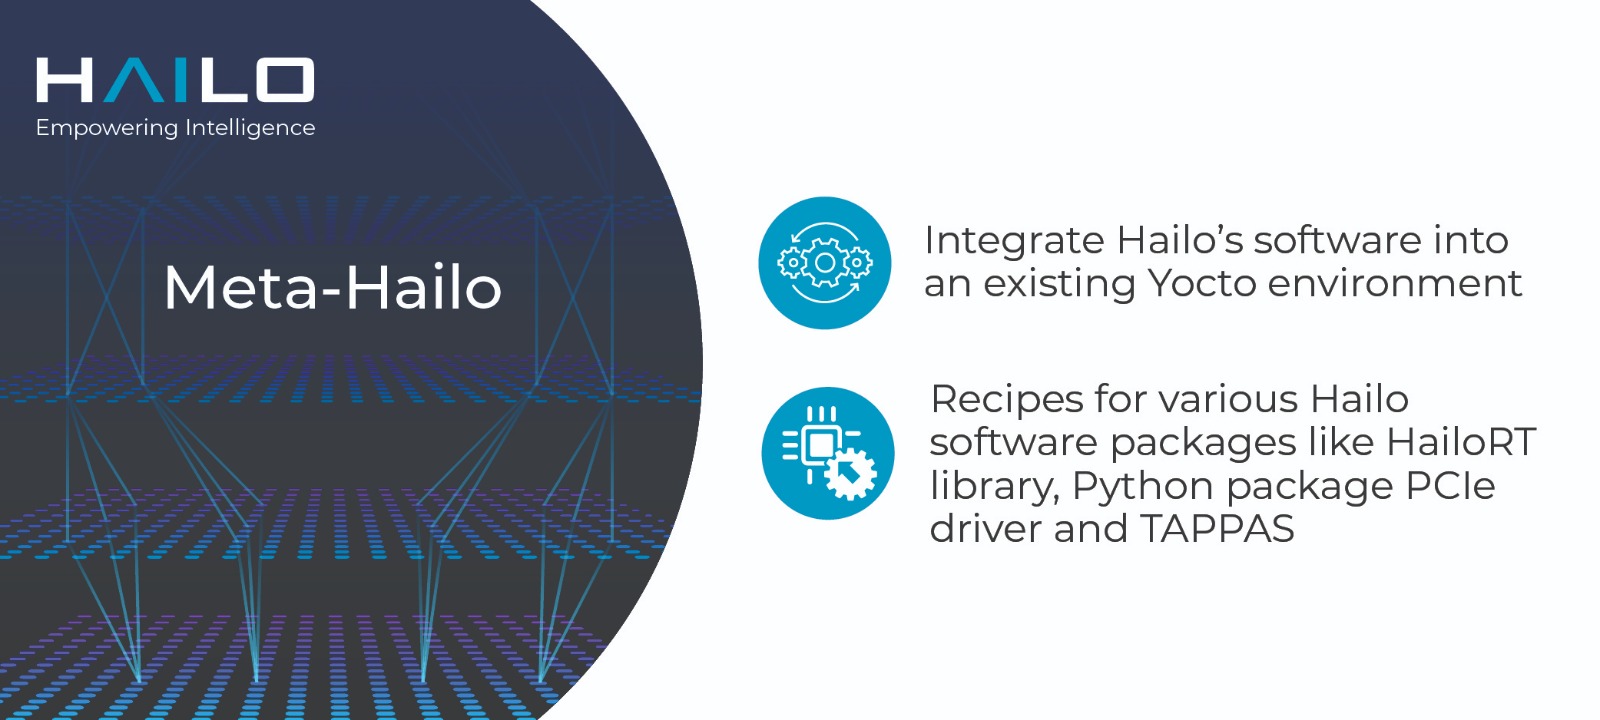 HAILO
Empowering Intelligence
Meta-Hailo
Integrate Hailo’s software into
an existing Yocto environment
Recipes for various Hailo
software packages like HailoRT
library, Python package PCIe
driver and TAPPAS